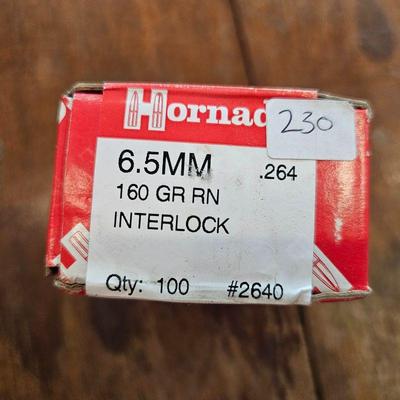 Hornad
230
6.5MM .264
160 GR RN
INTERLOCK
Qty: 100 #2640